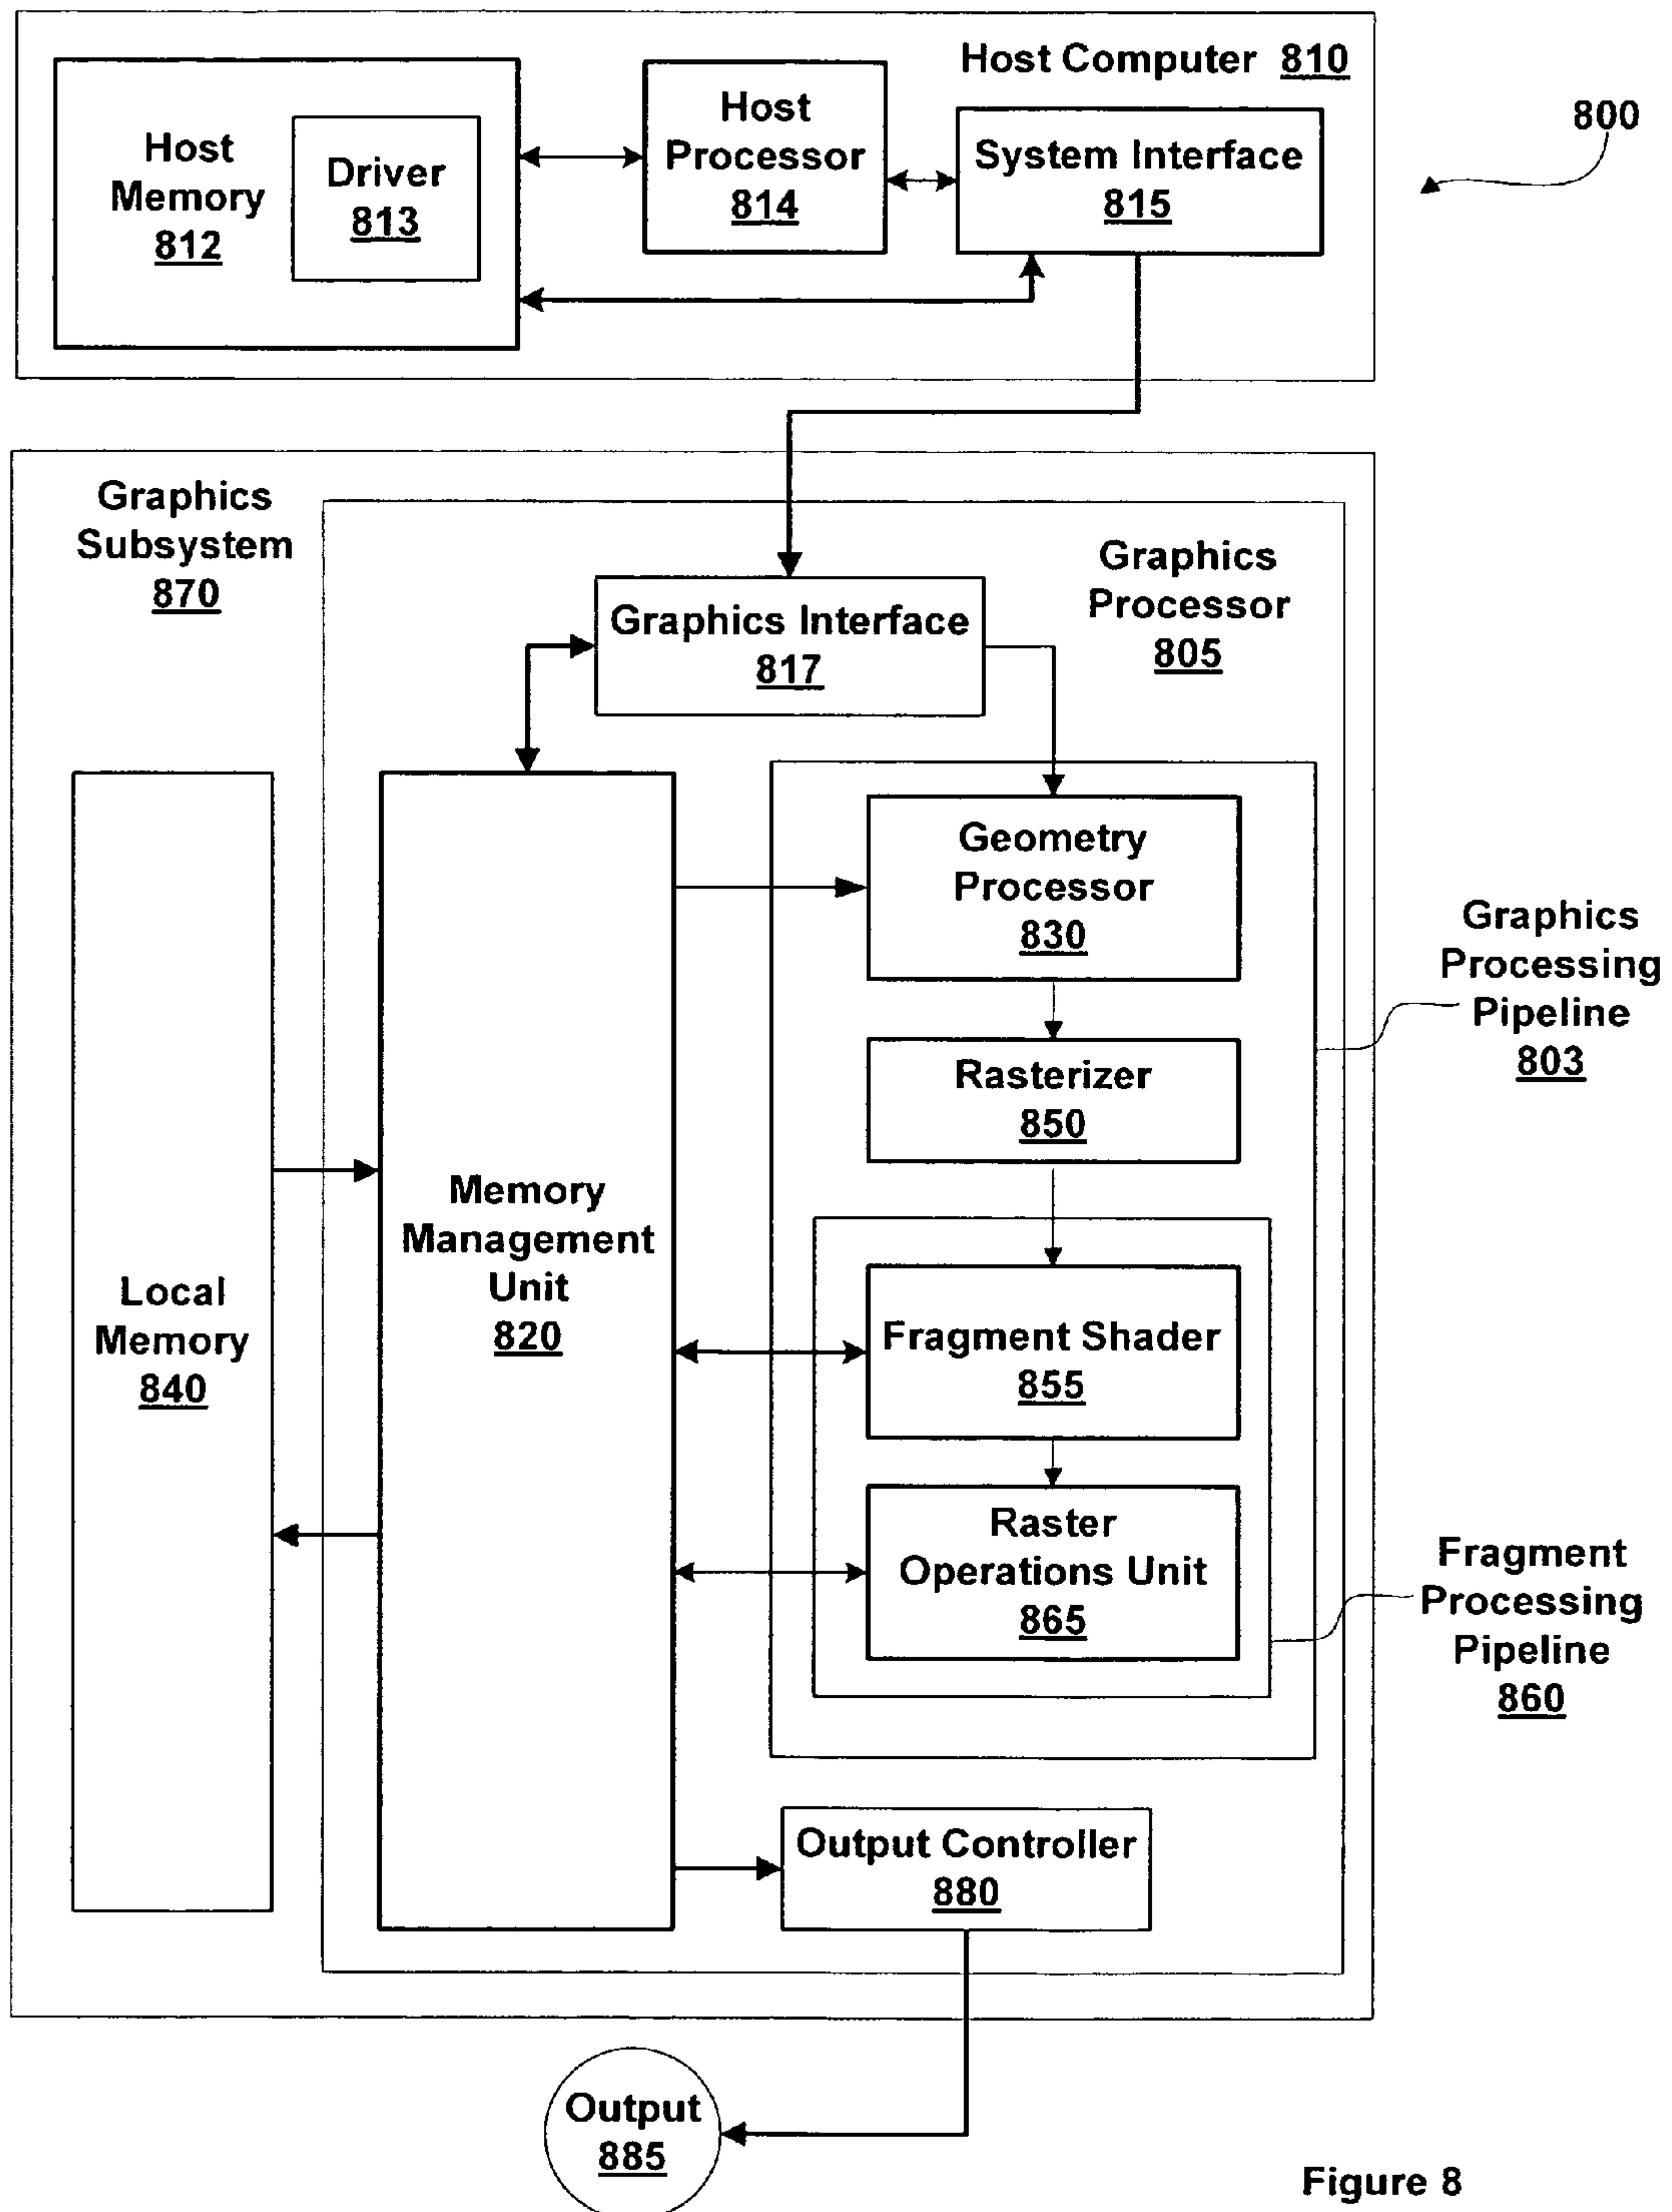 Host Computer 810
Host
Memory
812
Driver
813
Host
Processor
814
System Interface
815
800
Graphics
Subsystem
870
Graphics
Processor
805
Graphics Interface
817
Geometry
Processor
830
Graphics
Processing
Pipeline
803
Rasterizer
850
Memory
Management
Unit
820
Local
Memory
840
Fragment Shader
855
Raster
Operations Unit
865
Fragment
Processing
Pipeline
860
Output Controller
880
Output
885
Figure 8